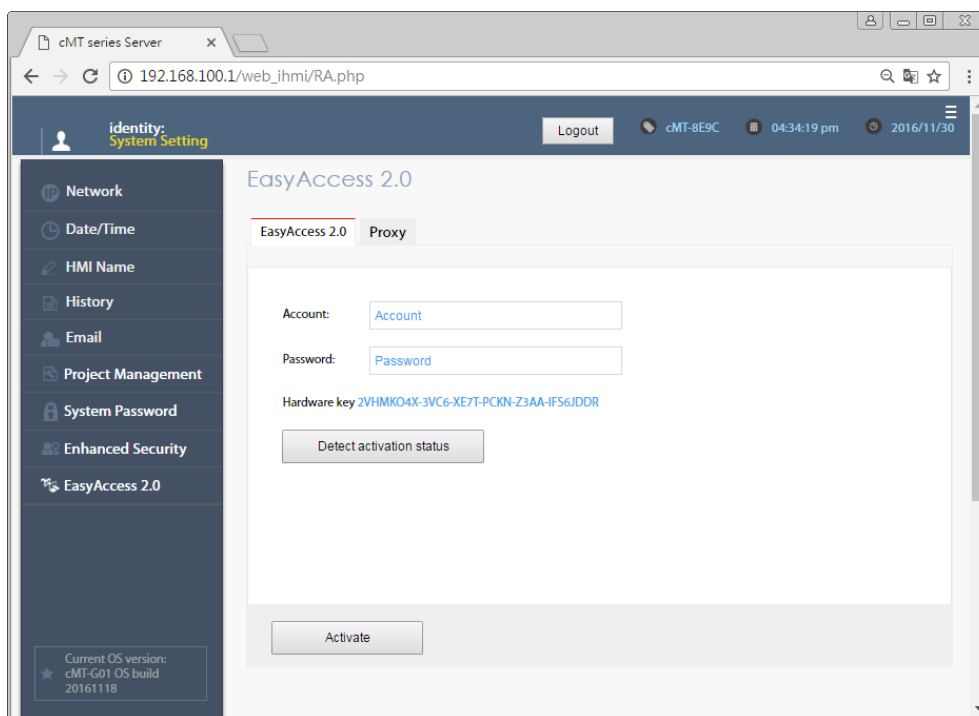 cMT series Server
192.168.100.1/web_ihmi/RA.php
identity:
System Setting
Logout
cMT-8E9C
04:34:19 pm
2016/11/30
Network
Date/Time
HMI Name
History
Email
Project Management
System Password
Enhanced Security
EasyAccess 2.0
Current OS version:
cMT-G01 OS build
20161118
EasyAccess 2.0
EasyAccess 2.0 Proxy
Account: Account
Password: Password
Hardware key 2VHMKO4X-3VC6-XE7T-PCKN-Z3AA-IFS6JDDR
Detect activation status
Activate